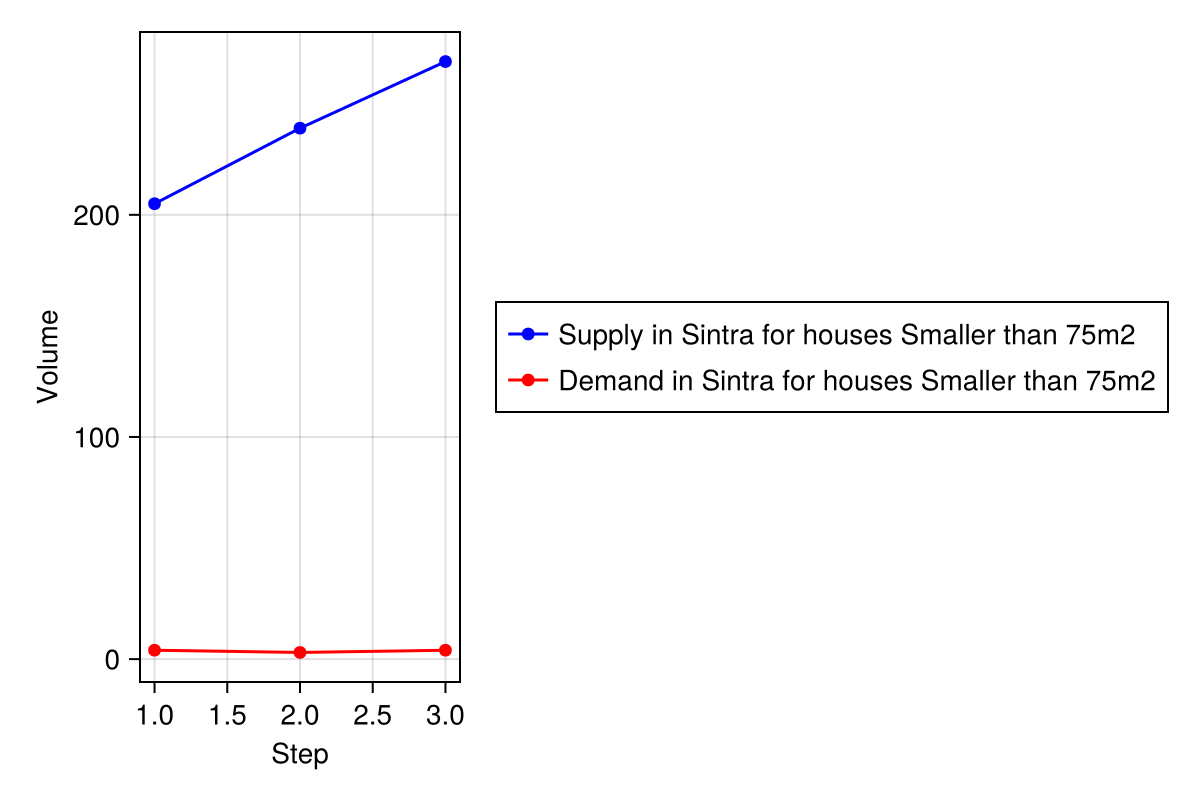 200
100
0
Volume
1.0 1.5 2.0 2.5 3.0
Step
Supply in Sintra for houses Smaller than 75m2
Demand in Sintra for houses Smaller than 75m2